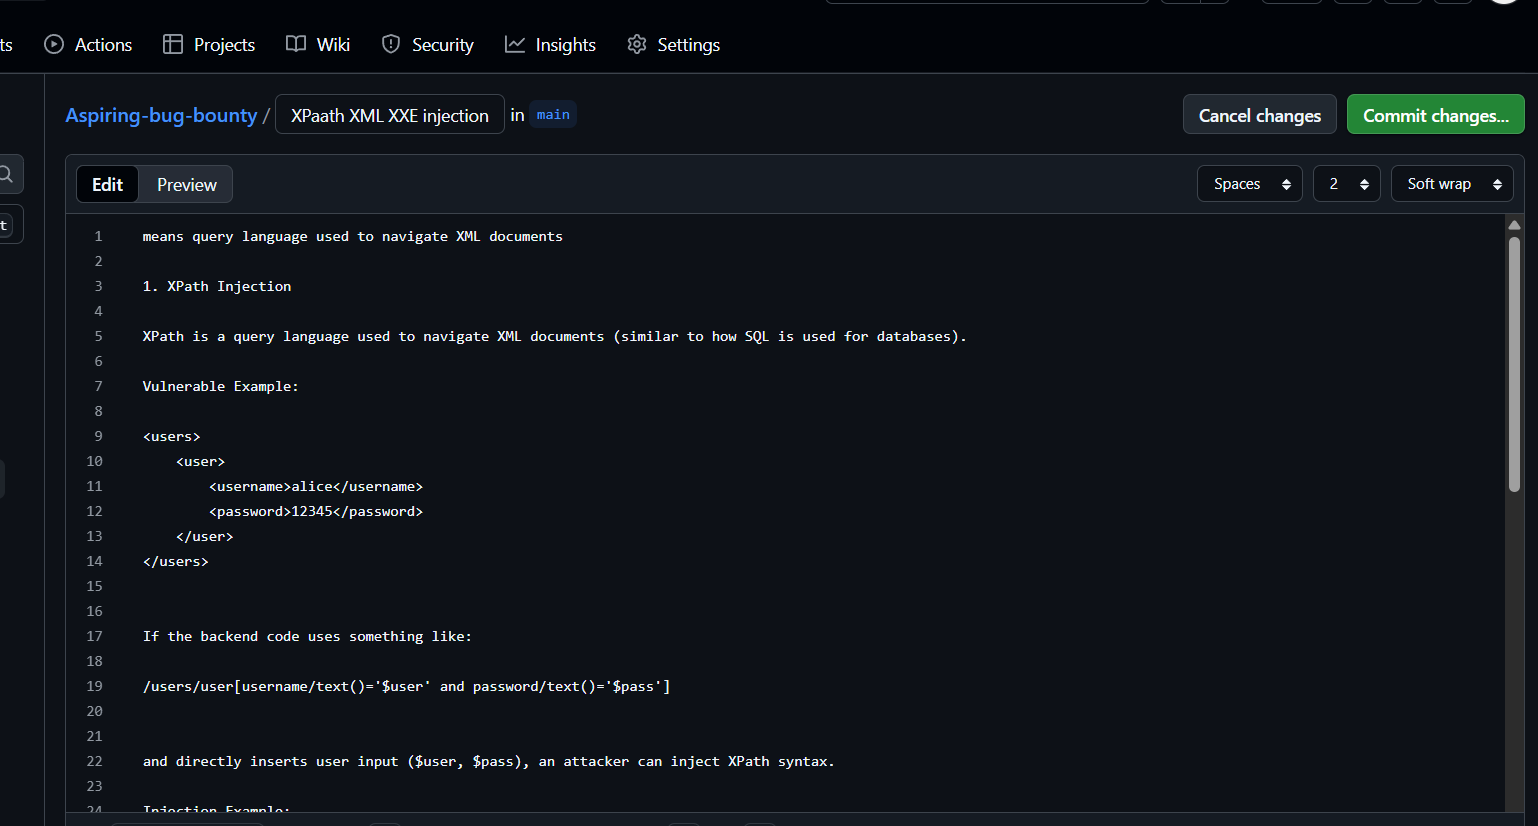 ts Actions Projects Wiki Security Insights Settings
Aspiring-bug-bounty / XPaath XML XXE injection in main Cancel changes Commit changes...
Edit Preview Spaces 2 Soft wrap
t
1 means query language used to navigate XML documents
2
3 1. XPath Injection
4
5 XPath is a query language used to navigate XML documents (similar to how SQL is used for databases).
6
7 Vulnerable Example:
8
9 <users>
10 <user>
11 <username>alice</username>
12 <password>12345</password>
13 </user>
14 </users>
15
16
17 If the backend code uses something like:
18
19 /users/user[username/text()='$user' and password/text()='$pass']
20
21
22 and directly inserts user input ($user, $pass), an attacker can inject XPath syntax.
23
24 Injection Example: